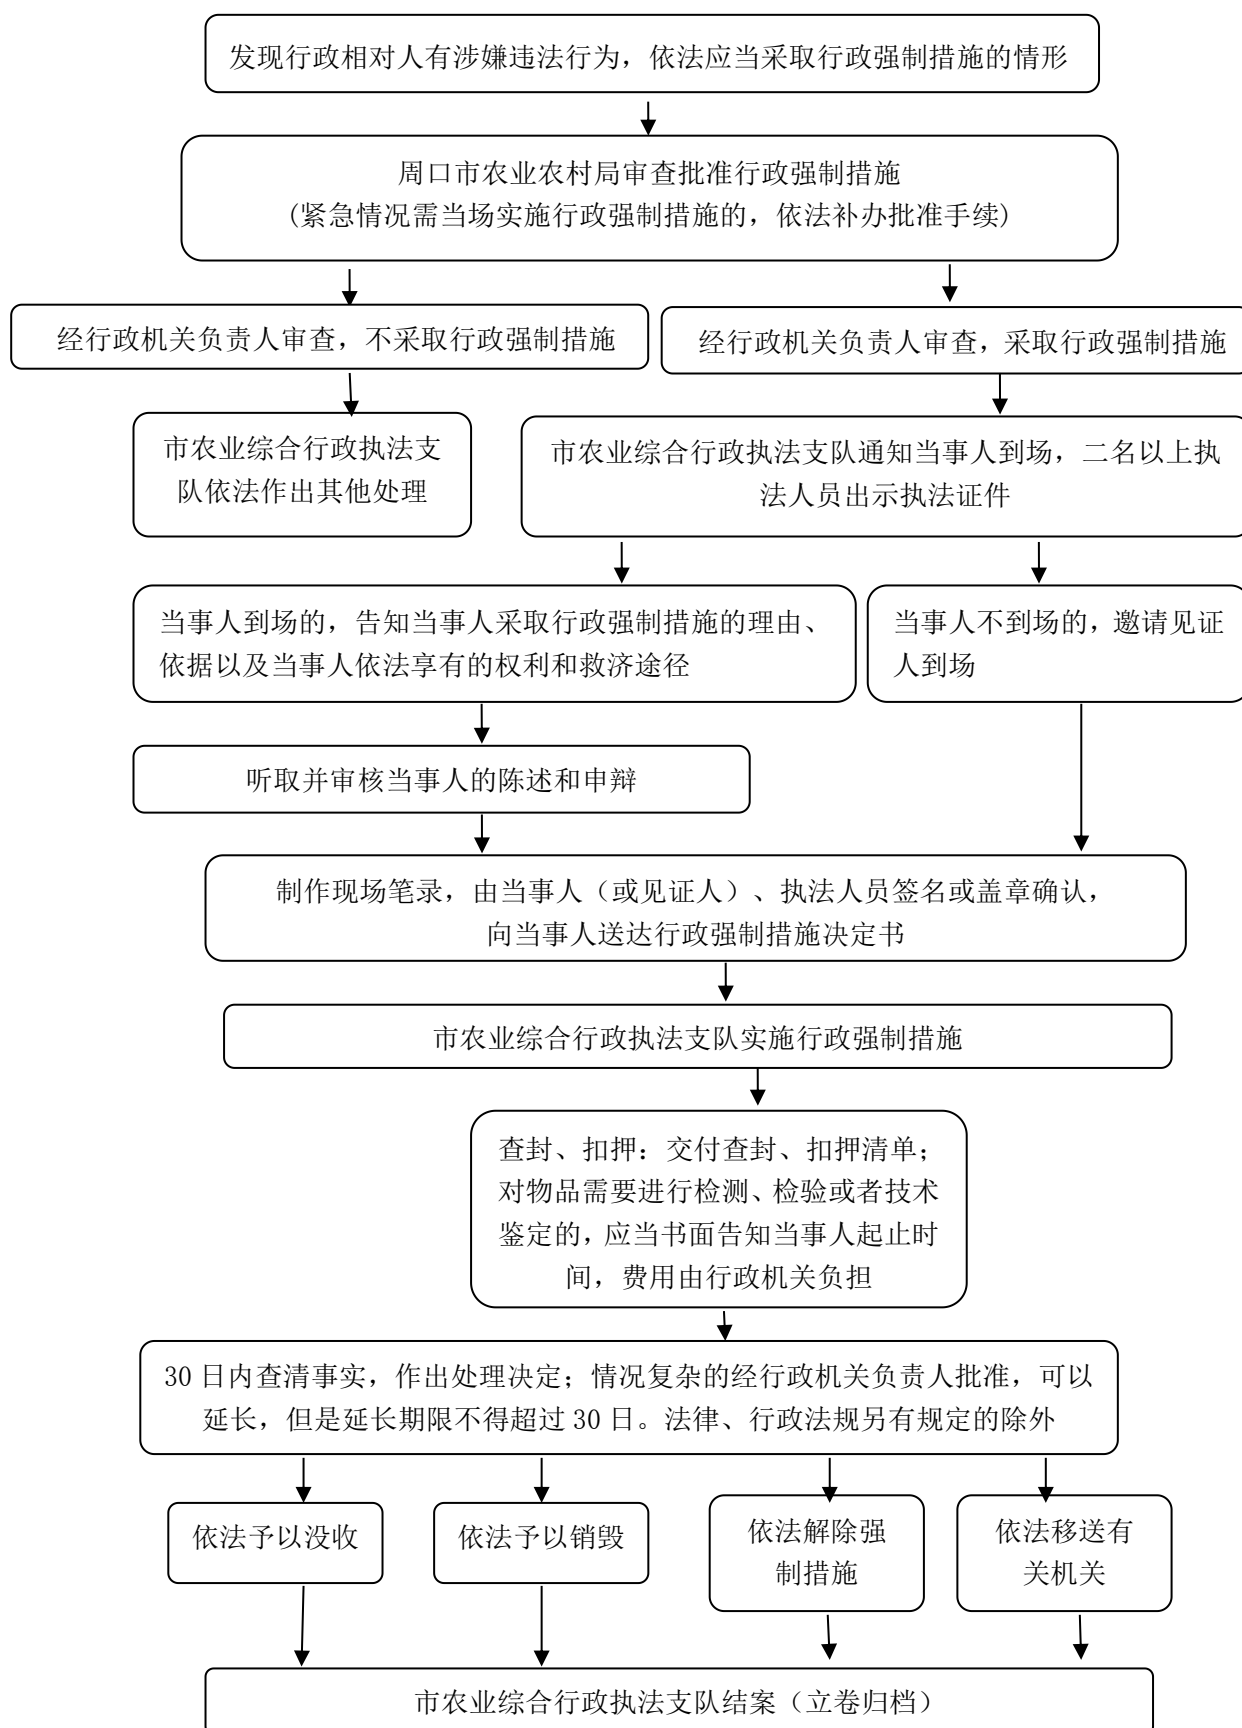 发现行政相对人有涉嫌违法行为，依法应当采取行政强制措施的情形
周口市农业农村局审查批准行政强制措施
(紧急情况需当场实施行政强制措施的，依法补办批准手续)
经行政机关负责人审查，不采取行政强制措施
经行政机关负责人审查，采取行政强制措施
市农业综合行政执法支
队依法作出其他处理
市农业综合行政执法支队通知当事人到场，二名以上执
法人员出示执法证件
当事人到场的，告知当事人采取行政强制措施的理由、
依据以及当事人依法享有的权利和救济途径
当事人不到场的，邀请见证
人到场
听取并审核当事人的陈述和申辩
制作现场笔录，由当事人（或见证人）、执法人员签名或盖章确认，
向当事人送达行政强制措施决定书
市农业综合行政执法支队实施行政强制措施
查封、扣押：交付查封、扣押清单；
对物品需要进行检测、检验或者技术
鉴定的，应当书面告知当事人起止时
间，费用由行政机关负担
30 日内查清事实，作出处理决定；情况复杂的经行政机关负责人批准，可以
延长，但是延长期限不得超过 30 日。法律、行政法规另有规定的除外
依法予以没收
依法予以销毁
依法解除强
制措施
依法移送有
关机关
市农业综合行政执法支队结案（立卷归档）